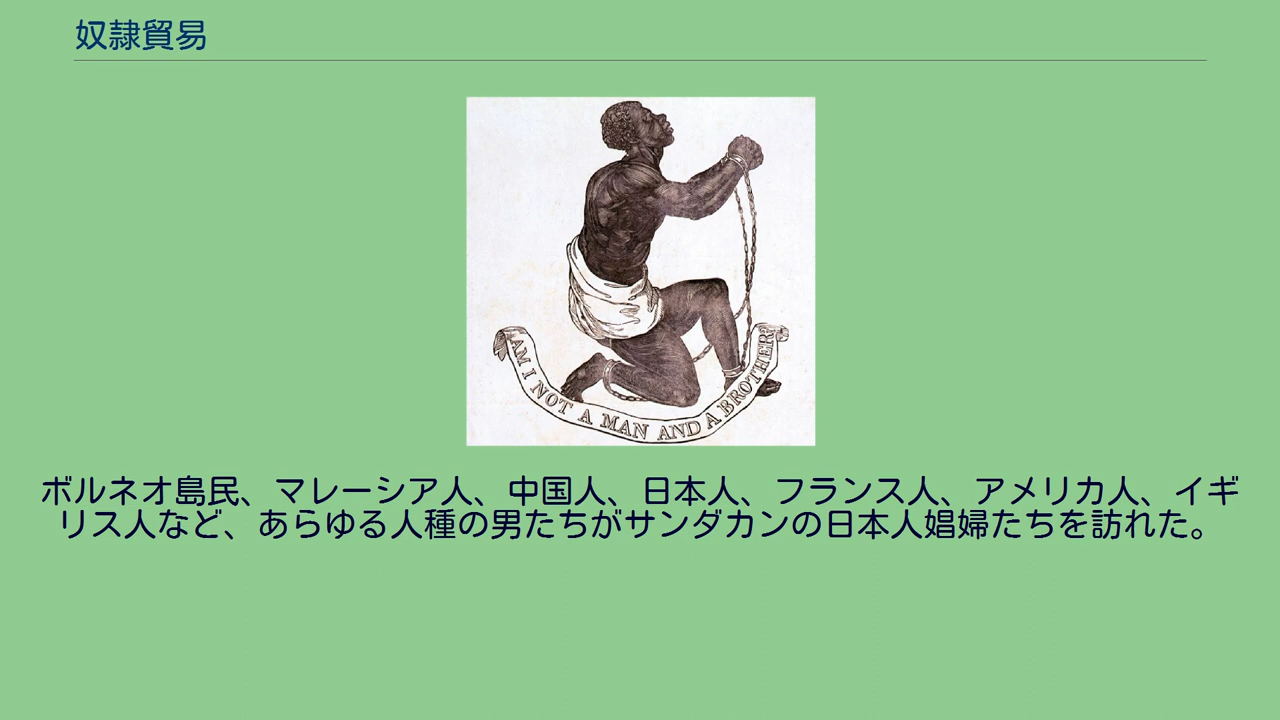 奴隷貿易
AM I NOT A MAN AND A BROTHER?
ボルネオ島民、マレーシア人、中国人、日本人、フランス人、アメリカ人、イギ
リス人など、あらゆる人種の男たちがサンダカンの日本人娼婦たちを訪れた。